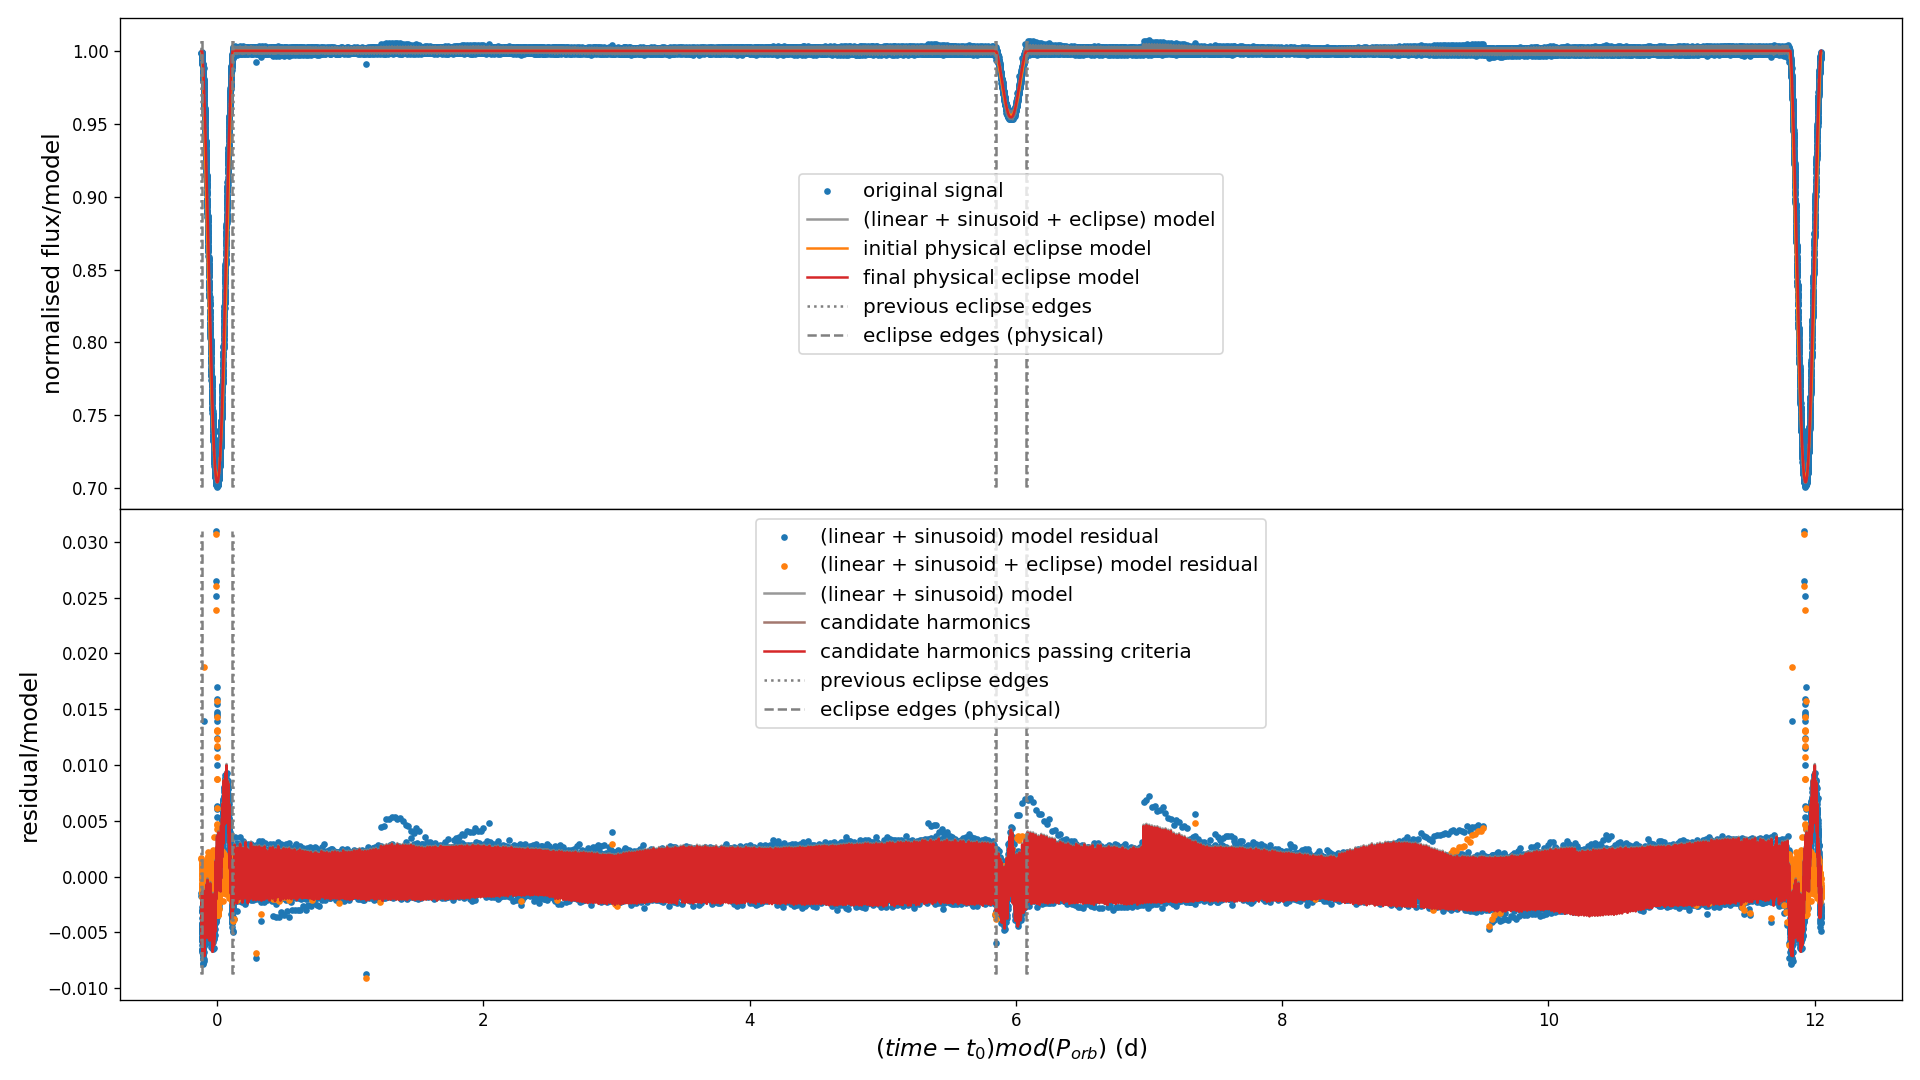 normalised flux/model
1.00
0.95
0.90
0.85
0.80
0.75
0.70
original signal
(linear + sinusoid + eclipse) model
initial physical eclipse model
final physical eclipse model
previous eclipse edges
eclipse edges (physical)
residual/model
0.030
0.025
0.020
0.015
0.010
0.005
0.000
−0.005
−0.010
(linear + sinusoid) model residual
(linear + sinusoid + eclipse) model residual
(linear + sinusoid) model
candidate harmonics
candidate harmonics passing criteria
previous eclipse edges
eclipse edges (physical)
0 2 4 6 8 10 12
(time − t₀)mod(Pₒᵣb) (d)